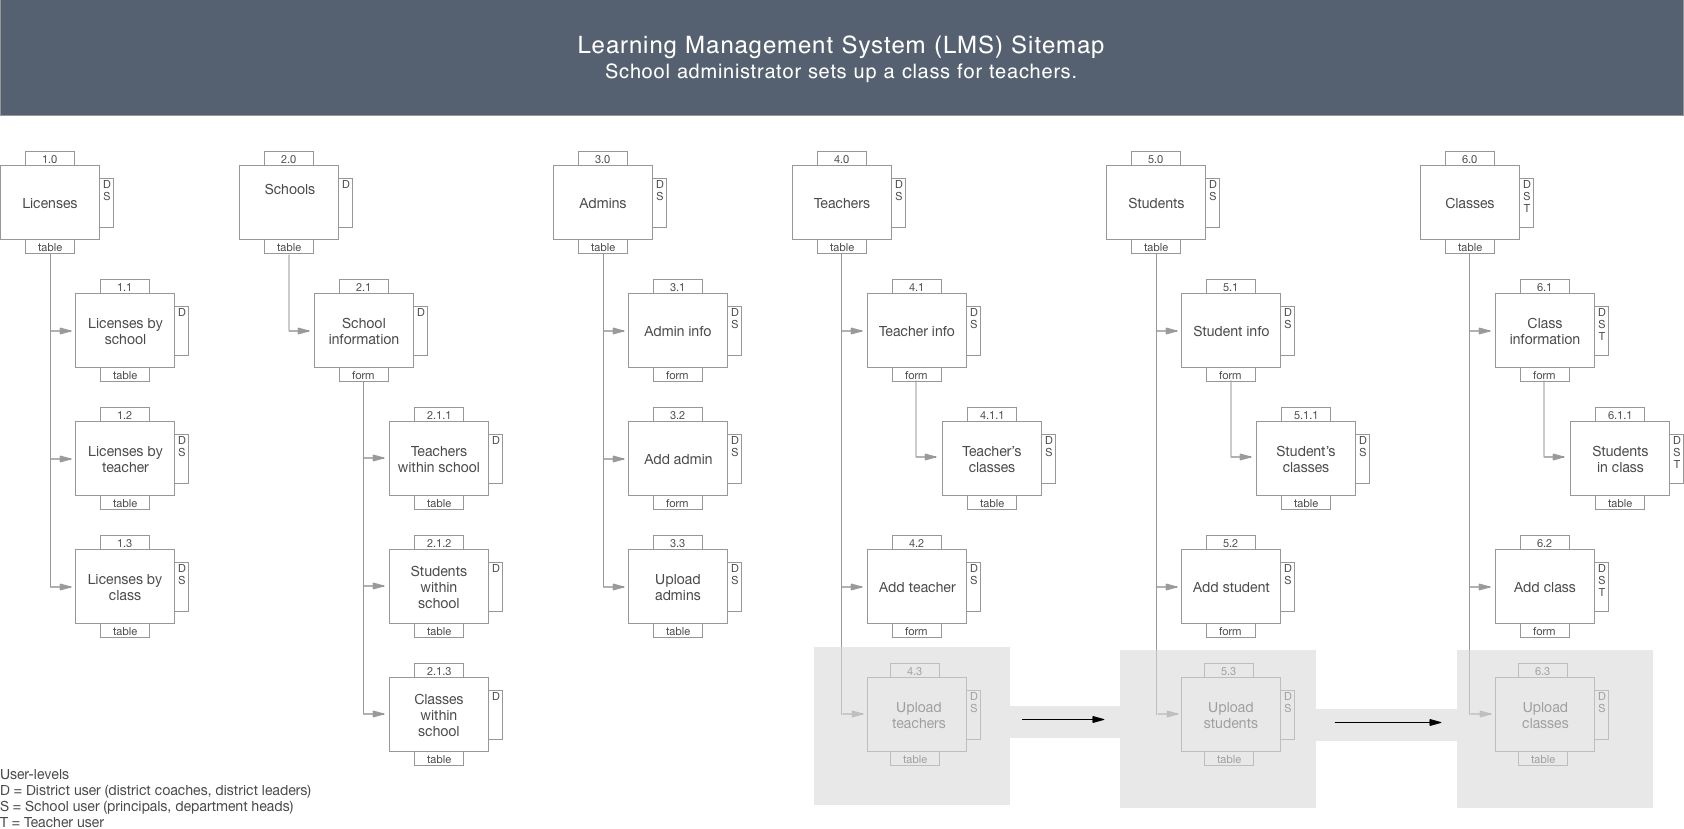 Learning Management System (LMS) Sitemap
School administrator sets up a class for teachers.
1.0
Licenses
D
S
table
1.1
Licenses by
school
D
table
1.2
Licenses by
teacher
D
S
table
1.3
Licenses by
class
D
S
table
2.0
Schools
D
table
2.1
School
information
D
form
2.1.1
Teachers
within school
D
table
2.1.2
Students
within
school
D
table
2.1.3
Classes
within
school
D
table
3.0
Admins
D
S
table
3.1
Admin info
D
S
form
3.2
Add admin
D
S
form
3.3
Upload
admins
D
S
table
4.0
Teachers
D
S
table
4.1
Teacher info
D
S
form
4.1.1
Teacher’s
classes
D
S
table
4.2
Add teacher
D
S
form
4.3
Upload
teachers
D
S
table
5.0
Students
D
S
table
5.1
Student info
D
S
form
5.1.1
Student’s
classes
D
S
table
5.2
Add student
D
S
form
5.3
Upload
students
D
S
table
6.0
Classes
D
S
T
table
6.1
Class
information
D
S
T
form
6.1.1
Students
in class
D
S
T
table
6.2
Add class
D
S
T
form
6.3
Upload
classes
D
S
table
User-levels
D = District user (district coaches, district leaders)
S = School user (principals, department heads)
T = Teacher user